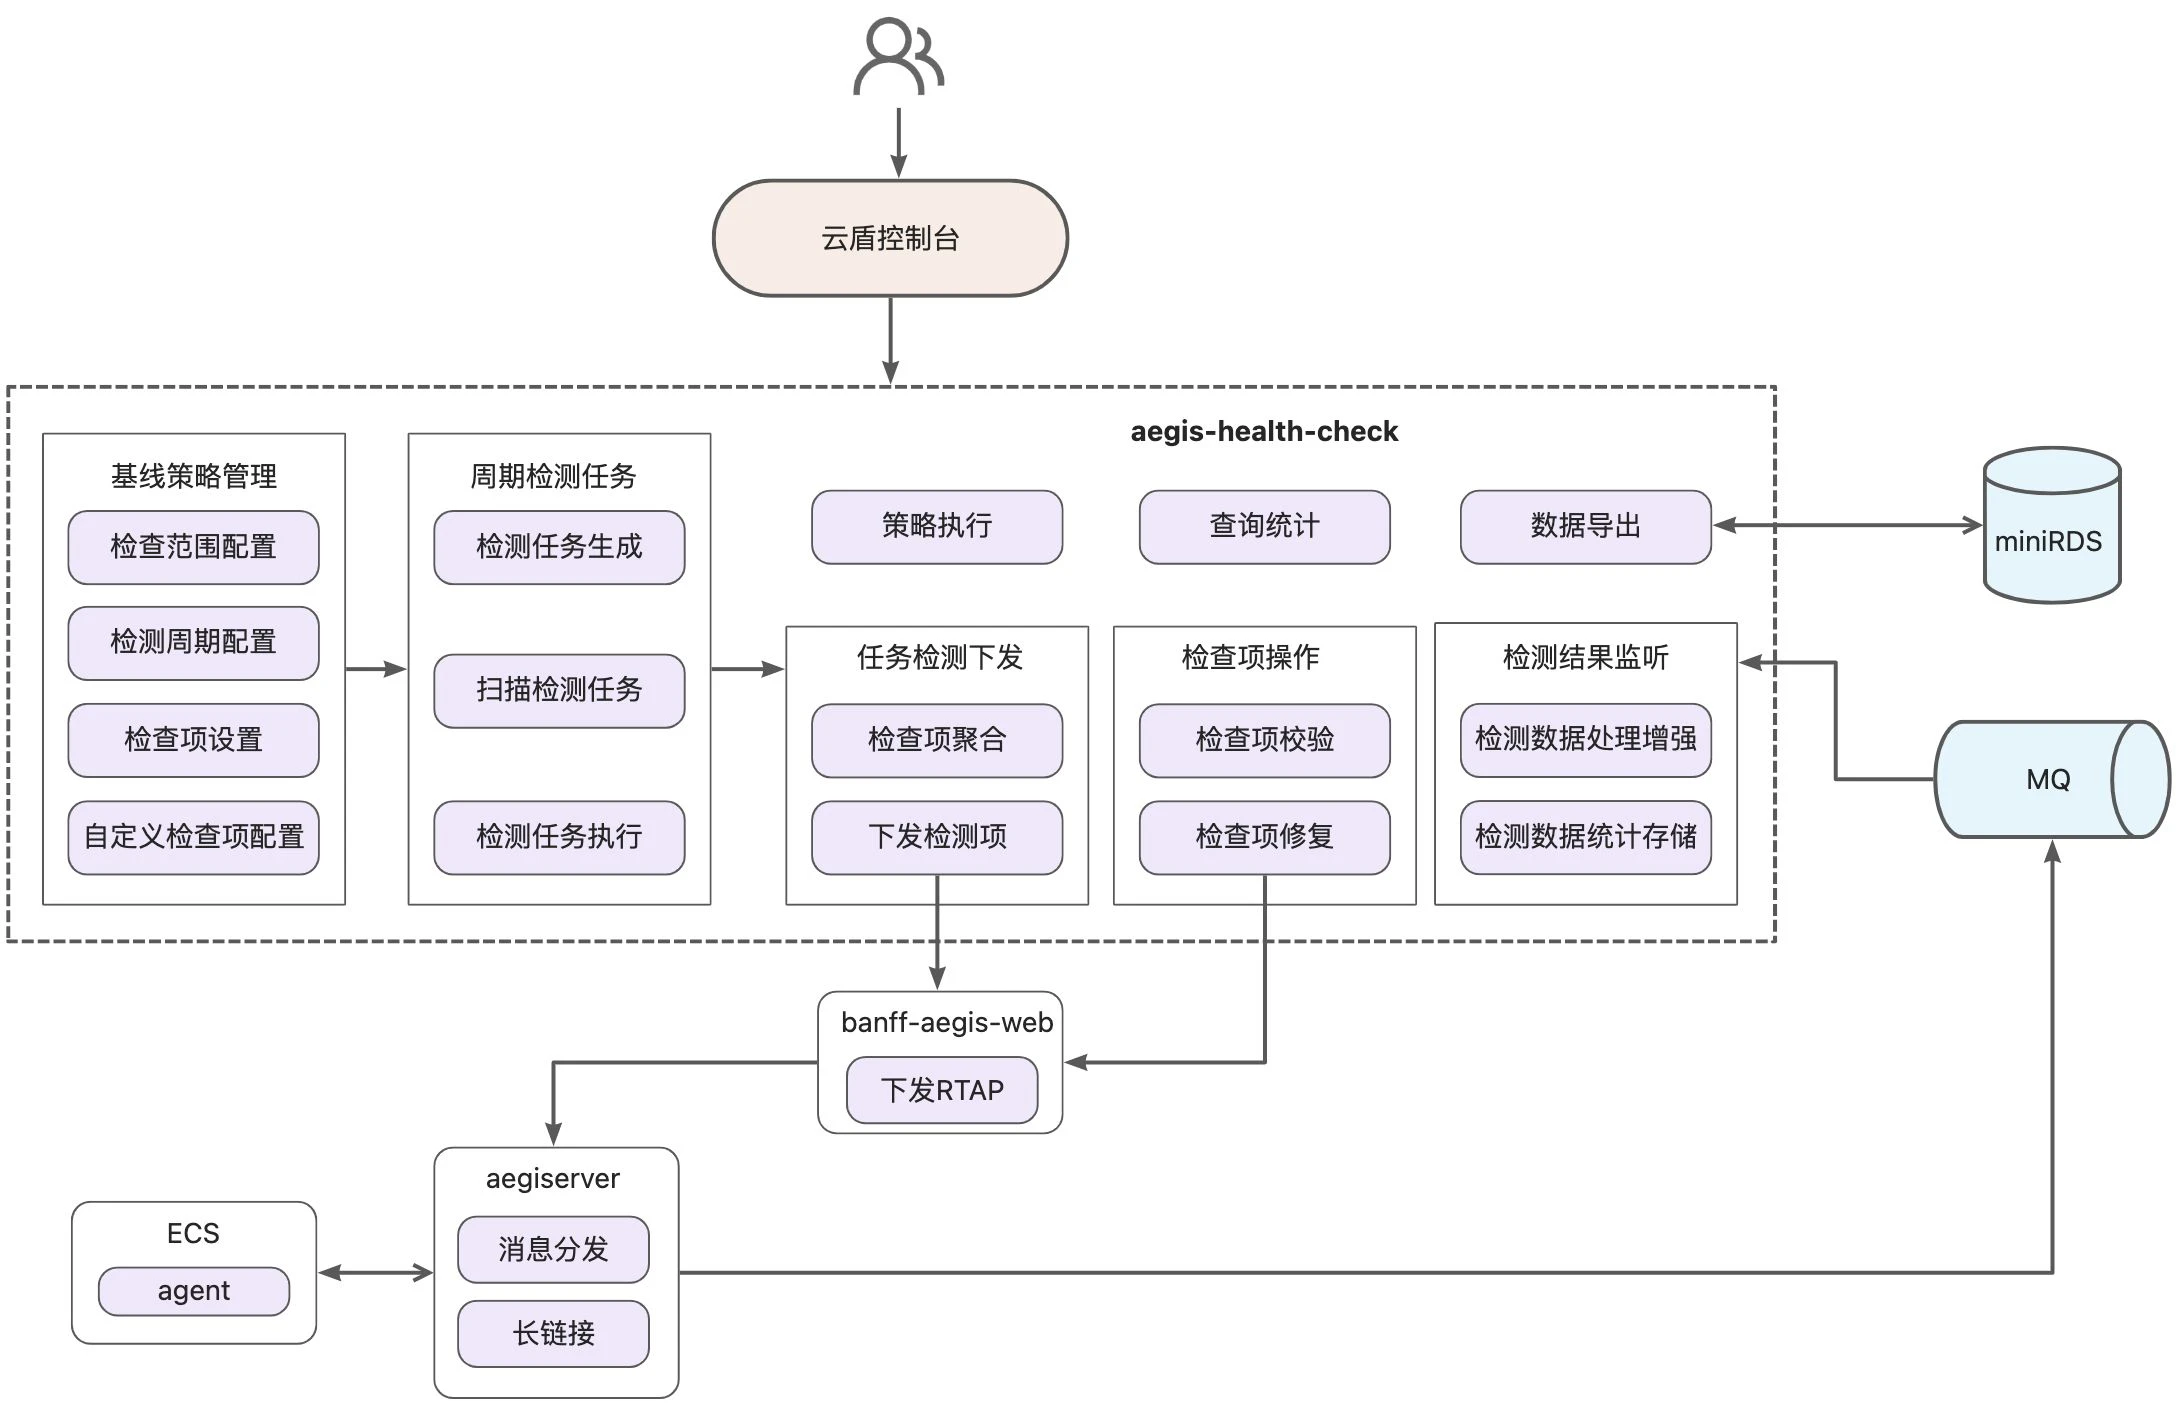 云盾控制台
aegis-health-check
基线策略管理
检查范围配置
检测周期配置
检查项设置
自定义检查项配置
周期检测任务
检测任务生成
扫描检测任务
检测任务执行
策略执行
查询统计
数据导出
任务检测下发
检查项聚合
下发检测项
检查项操作
检查项校验
检查项修复
检测结果监听
检测数据处理增强
检测数据统计存储
miniRDS
MQ
banff-aegis-web
下发RTAP
aegiserver
消息分发
长链接
ECS
agent